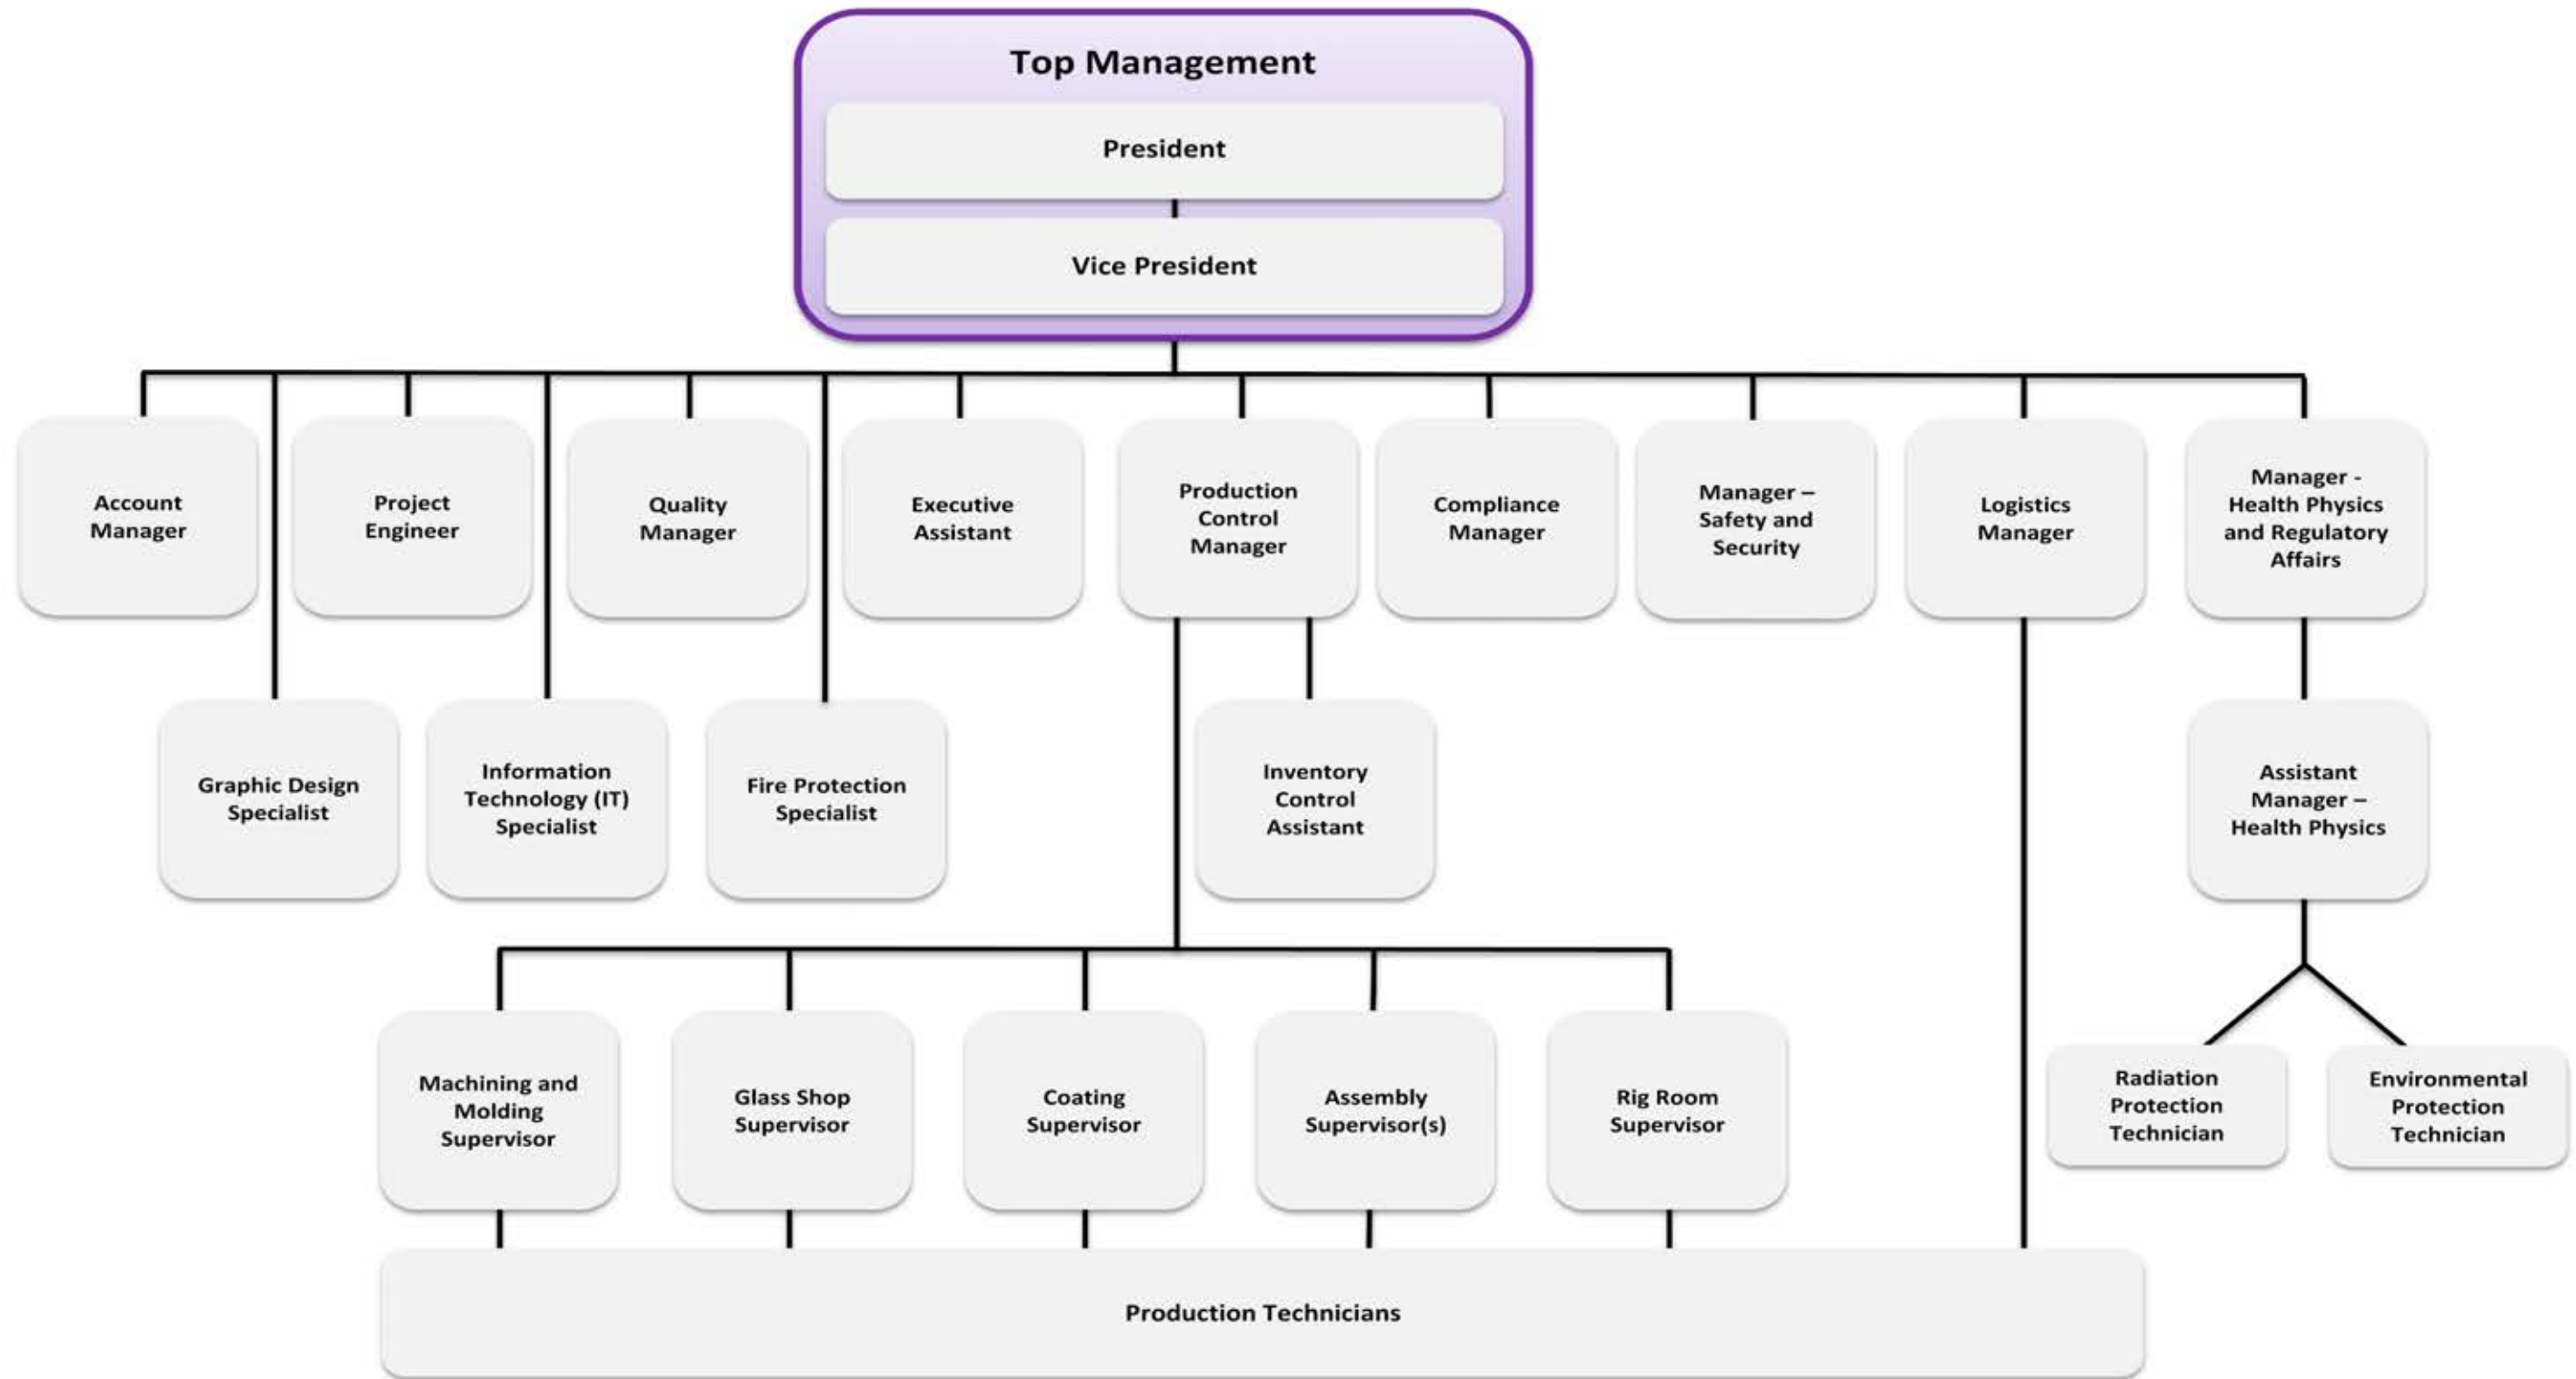 Top Management
President
Vice President
Account
Manager
Project
Engineer
Quality
Manager
Executive
Assistant
Production
Control
Manager
Compliance
Manager
Manager –
Safety and
Security
Logistics
Manager
Manager -
Health Physics
and Regulatory
Affairs
Graphic Design
Specialist
Information
Technology (IT)
Specialist
Fire Protection
Specialist
Inventory
Control
Assistant
Assistant
Manager –
Health Physics
Machining and
Molding
Supervisor
Glass Shop
Supervisor
Coating
Supervisor
Assembly
Supervisor(s)
Rig Room
Supervisor
Radiation
Protection
Technician
Environmental
Protection
Technician
Production Technicians